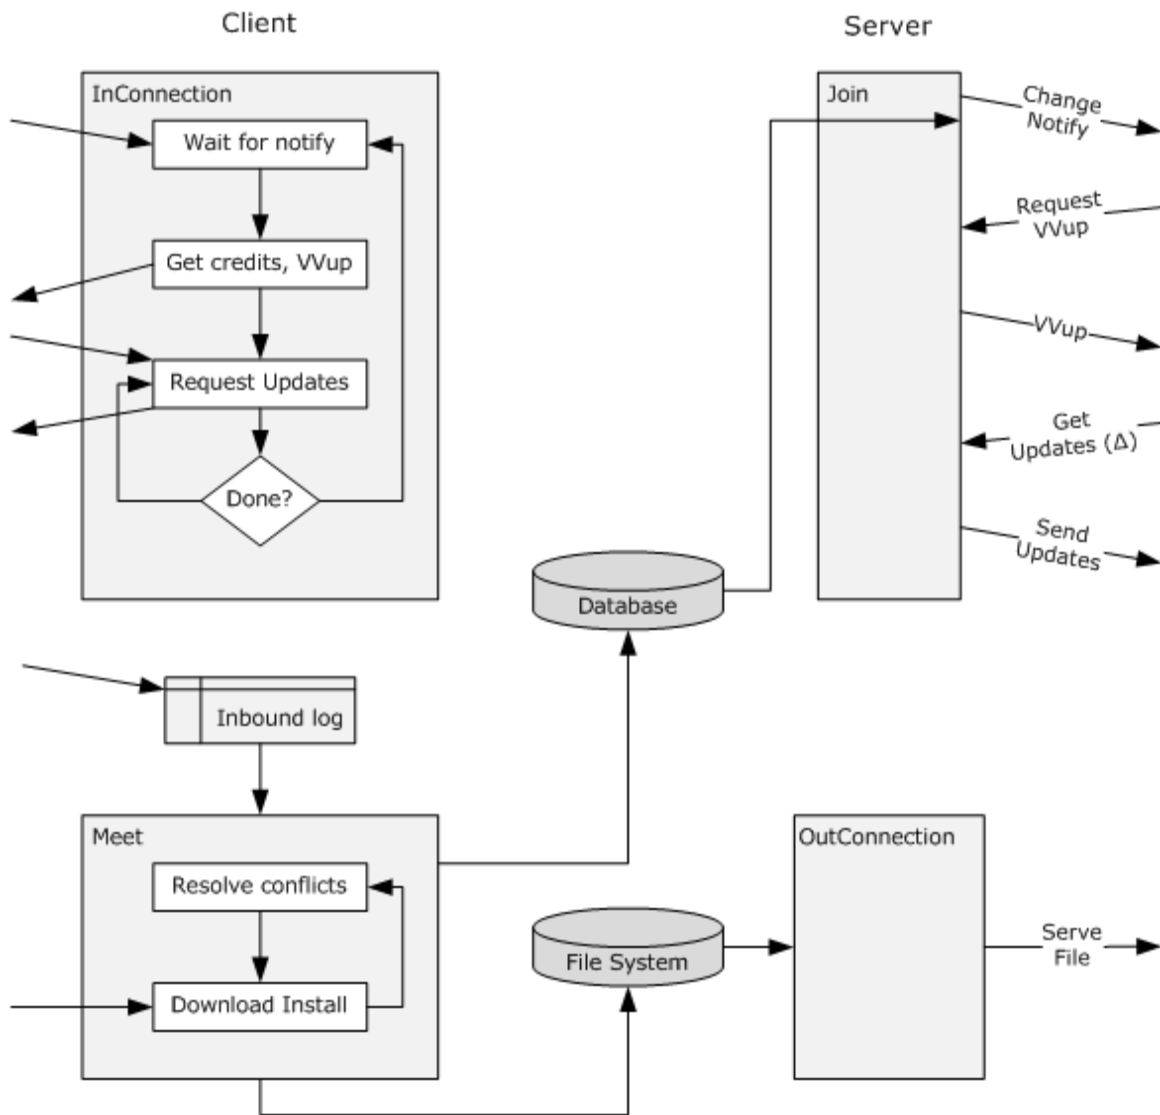 Client
Server
InConnection
Wait for notify
Get credits, VVup
Request Updates
Done?
Join
Change
Notify
Request
VVup
VVup
Get
Updates (Δ)
Send
Updates
Database
Inbound log
Meet
Resolve conflicts
Download Install
File System
OutConnection
Serve
File